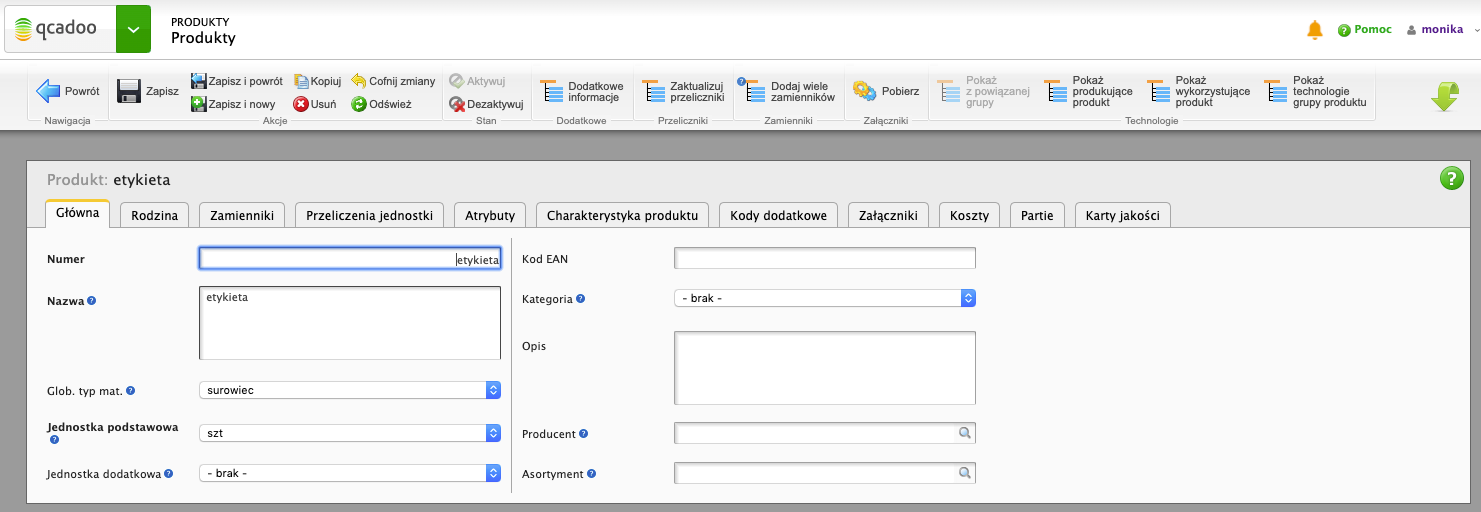 qcadoo
PRODUKTY
Produkty
Pomoc
monika
Powrót
Nawigacja
Zapisz
Zapisz i powrót
Kopiuj
Cofnij zmiany
Zapisz i nowy
Usuń
Odśwież
Akcje
Aktywuj
Dezaktywuj
Stan
Dodatkowe
informacje
Dodatkowe
Zaktualizuj
przeliczniki
Przeliczniki
?
Dodaj wiele
zamienników
Zamienniki
Pobierz
Załączniki
Pokaż
z powiązanej
grupy
Pokaż
produkujące
produkt
Pokaż
wykorzystujące
produkt
Pokaż
technologie
grupy produktu
Technologie
Produkt: etykieta
?
Główna
Rodzina
Zamienniki
Przeliczenia jednostki
Atrybuty
Charakterystyka produktu
Kody dodatkowe
Załączniki
Koszty
Partie
Karty jakości
Numer
etykieta
Nazwa ?
etykieta
Glob. typ mat. ?
surowiec
Jednostka podstawowa
?
szt
Jednostka dodatkowa ?
- brak -
Kod EAN
Kategoria ?
- brak -
Opis
Producent ?
Asortyment ?